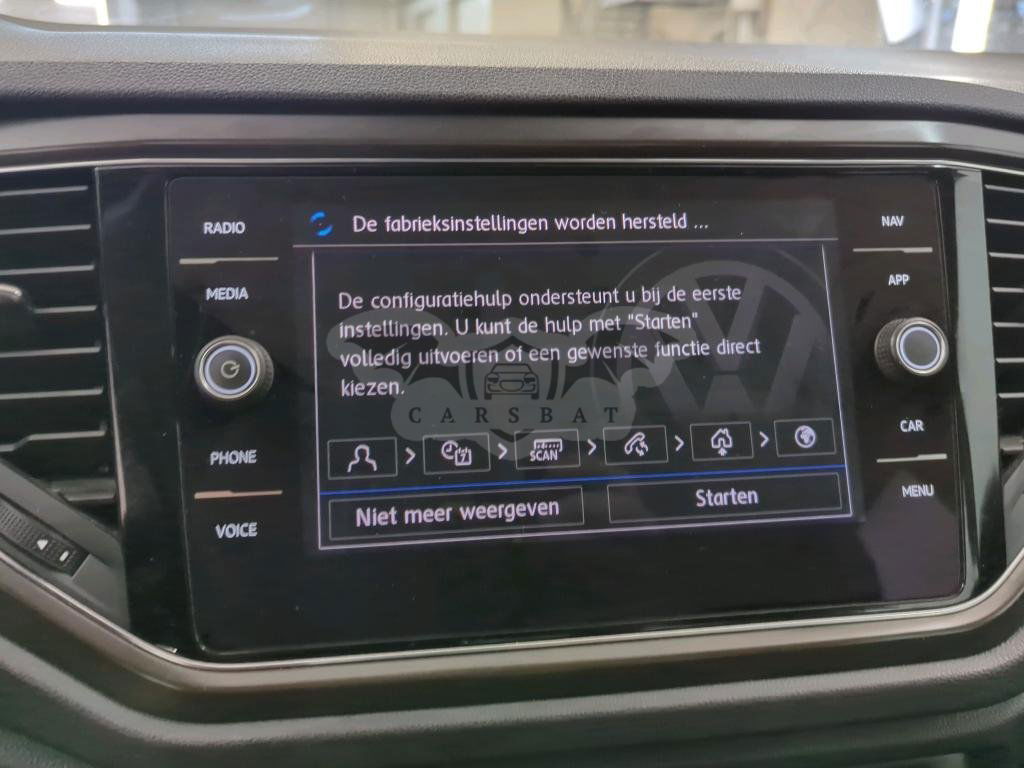 RADIO
MEDIA
PHONE
VOICE
De fabrieksinstellingen worden hersteld ...
De configuratiehulp ondersteunt u bij de eerste
instellingen. U kunt de hulp met "Starten"
volledig uitvoeren of een gewenste functie direct
kiezen.
CARSBAT
7
SCAN
Niet meer weergeven
Starten
NAV
APP
CAR
MENU